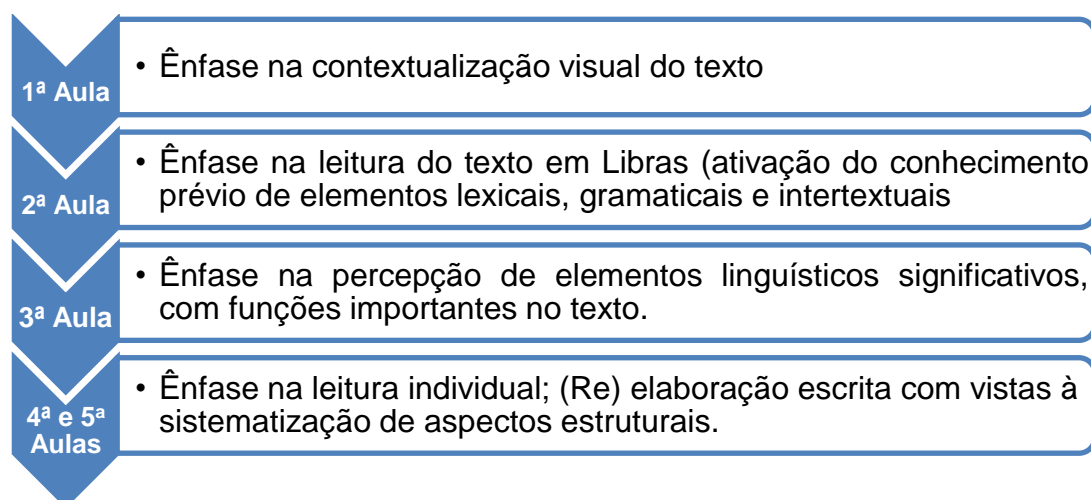 1ª Aula
• Ênfase na contextualização visual do texto
2ª Aula
• Ênfase na leitura do texto em Libras (ativação do conhecimento
prévio de elementos lexicais, gramaticais e intertextuais
3ª Aula
• Ênfase na percepção de elementos linguísticos significativos,
com funções importantes no texto.
4ª e 5ª
Aulas
• Ênfase na leitura individual; (Re) elaboração escrita com vistas à
sistematização de aspectos estruturais.